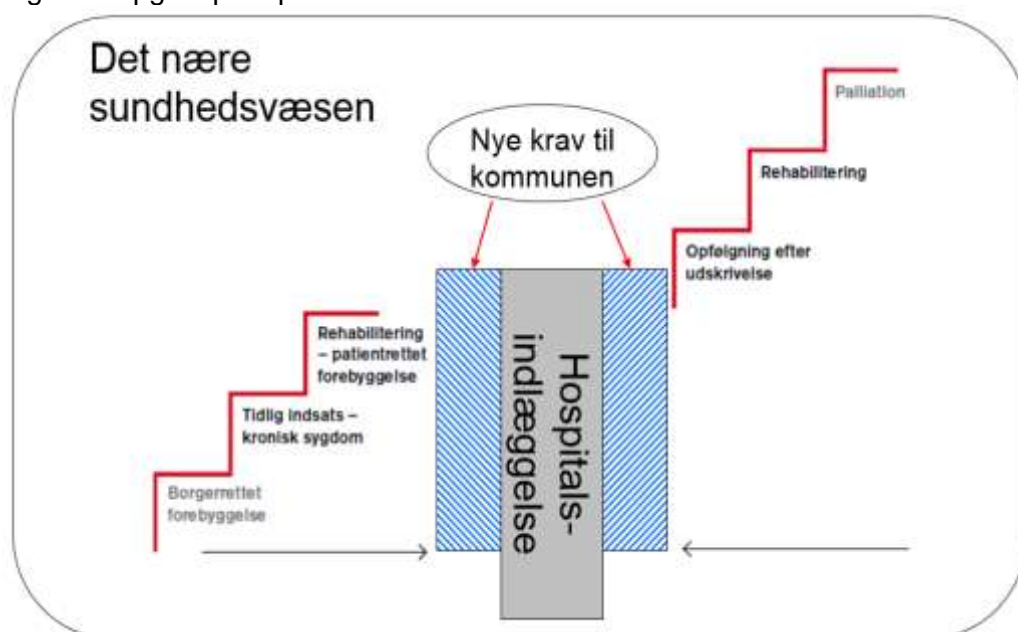 Det nære
sundhedsvæsen
Nye krav til
kommunen
Palliation
Rehabilitering
Opfølgning efter
udskrivelse
Hospitals-
indlæggelse
Rehabilitering
– patientrettet
forebyggelse
Tidlig indsats –
kronisk sygdom
Borgerrettet
forebyggelse